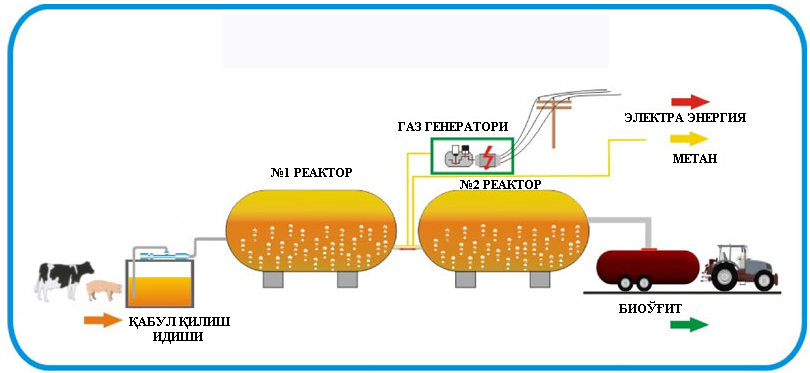 ЭЛЕКТРА ЭНЕРГИЯ
ГАЗ ГЕНЕРАТОРИ
МЕТАН
№1 РЕАКТОР
№2 РЕАКТОР
ҚАБУЛ ҚИЛИШ
ИДИШИ
БИОЎҒИТ